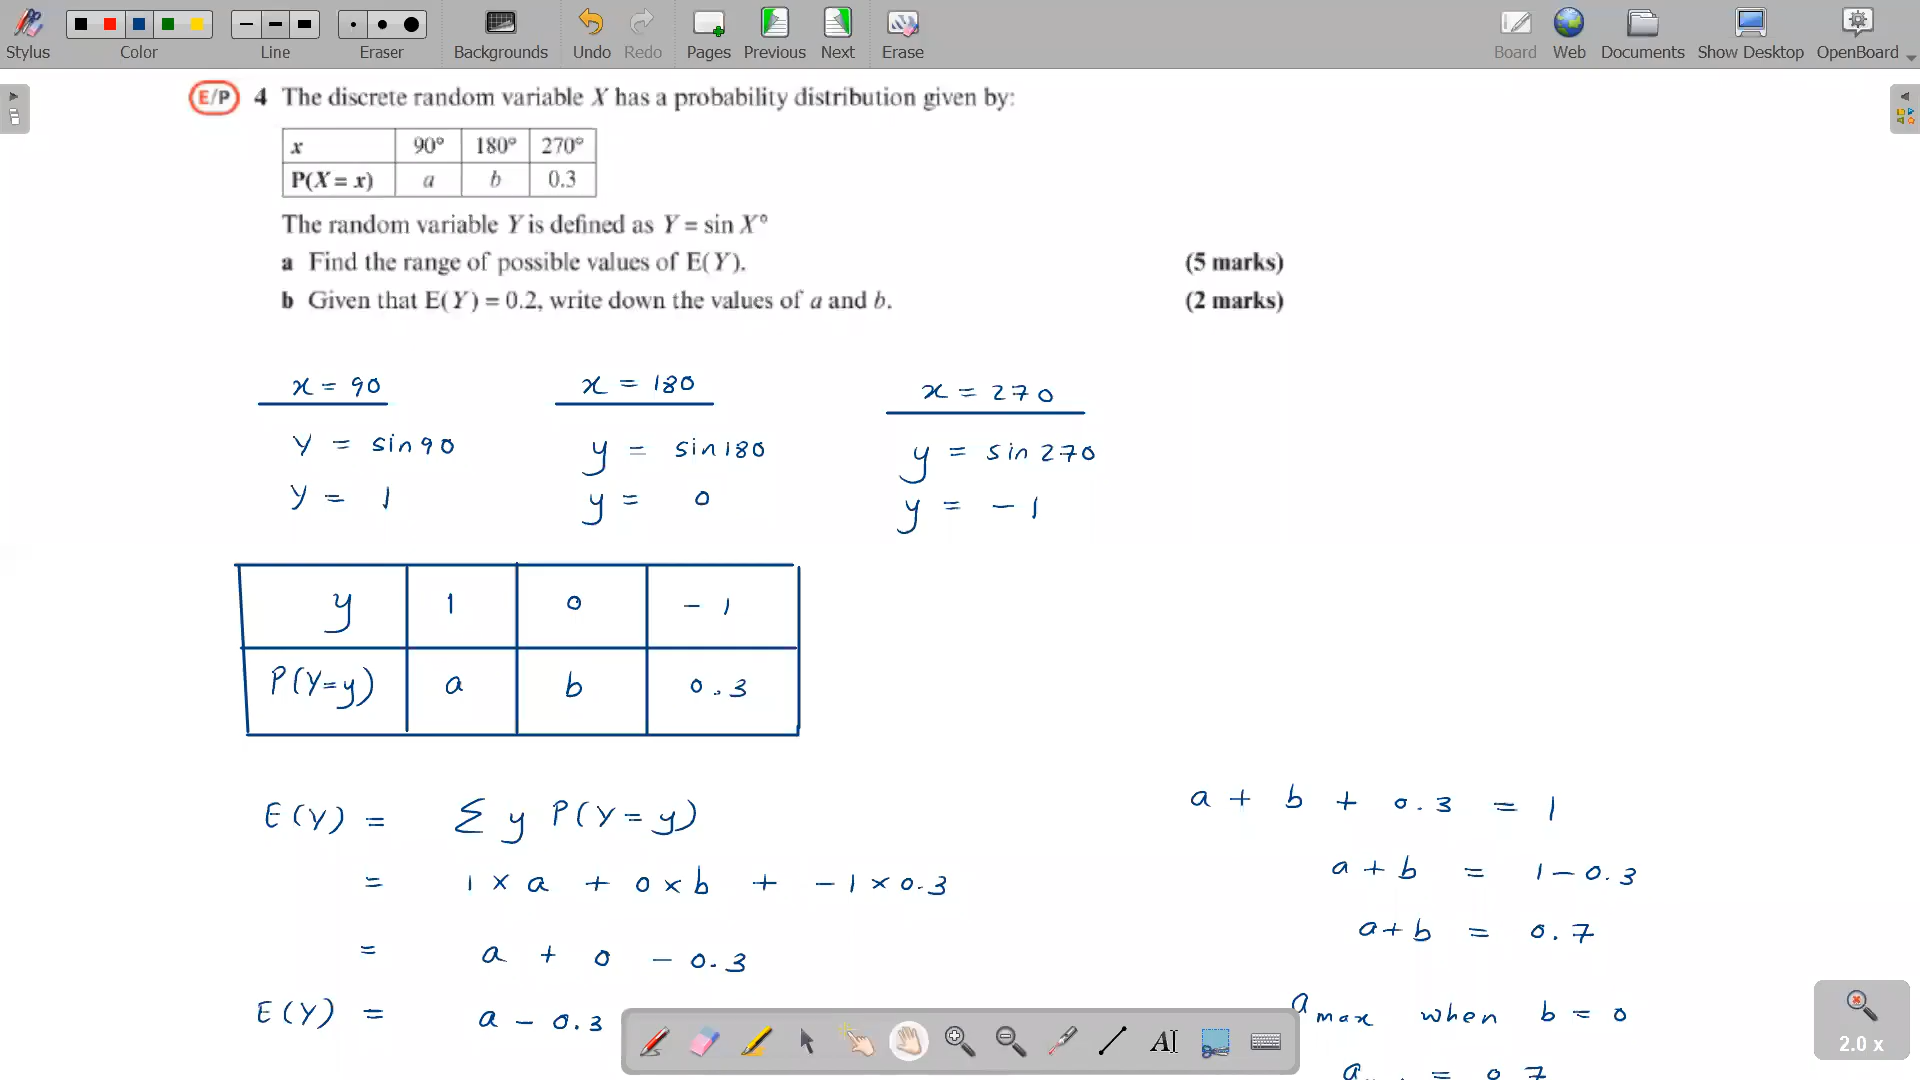 Stylus Color Line Eraser Backgrounds Undo Redo Pages Previous Next Erase Board Web Documents Show Desktop OpenBoard
E/P 4 The discrete random variable X has a probability distribution given by:
x 90° 180° 270°
P(X = x) a b 0.3
The random variable Y is defined as Y = sin X°
a Find the range of possible values of E(Y). (5 marks)
b Given that E(Y) = 0.2, write down the values of a and b. (2 marks)
x = 90 x = 180 x = 270
Y = sin 90 y = sin 180 y = sin 270
Y = 1 y = 0 y = -1
y 1 0 -1
P(Y=y) a b 0.3
E(Y) = Σ y P(Y=y)
= 1 × a + 0 × b + -1 × 0.3
= a + 0 - 0.3
E(Y) = a - 0.3
a + b + 0.3 = 1
a + b = 1 - 0.3
a + b = 0.7
a max when b = 0
= 0.7
2.0 x